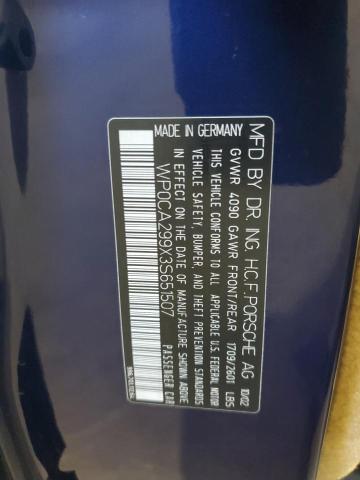 MFD BY DR. ING. H.C.F. PORSCHE AG 10/02
GVWR 4090 GAWR FRONT/REAR 1709/2601 LBS
THIS VEHICLE CONFORMS TO ALL APPLICABLE U.S. FEDERAL MOTOR
VEHICLE SAFETY, BUMPER, AND THEFT PREVENTION STANDARDS
IN EFFECT ON THE DATE OF MANUFACTURE SHOWN ABOVE.
WP0CA299X3S651507 PASSENGER CAR
MADE IN GERMANY